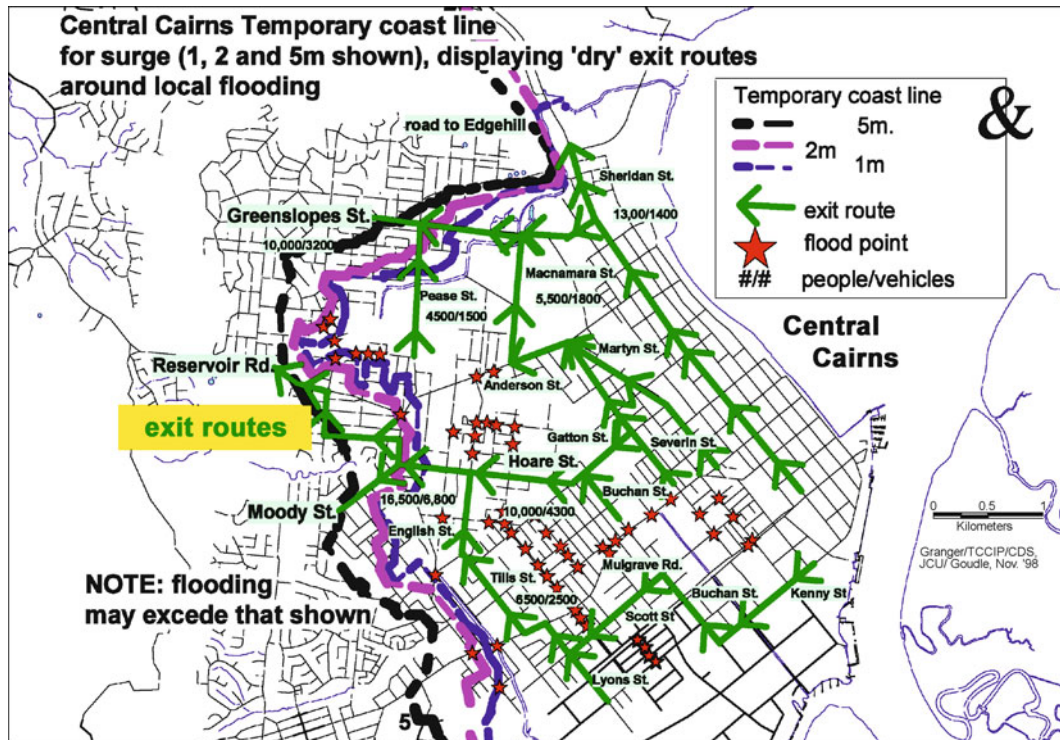 Central Cairns Temporary coast line
for surge (1, 2 and 5m shown), displaying 'dry' exit routes
around local flooding
&
Temporary coast line
5m.
2m
1m
exit route
flood point
#/# people/vehicles
road to Edgehill
Sheridan St.
13,00/1400
Greenslopes St.
10,000/3200
Macnamara St.
5,500/1800
Pease St.
4500/1500
Central
Cairns
Martyn St.
Reservoir Rd.
Anderson St.
exit routes
Gatton St.
Severin St.
Hoare St.
Buchan St.
16,500/6,800
10,000/4300
Moody St.
English St.
0 0.5 1.0
Kilometers
Granger/TCCIP/CDS,
JCU/ Goudle, Nov. '98
Mulgrave Rd.
Tills St.
6500/2500
NOTE: flooding
may excede that shown
Buchan St.
Kenny St
Scott St
Lyons St.
5